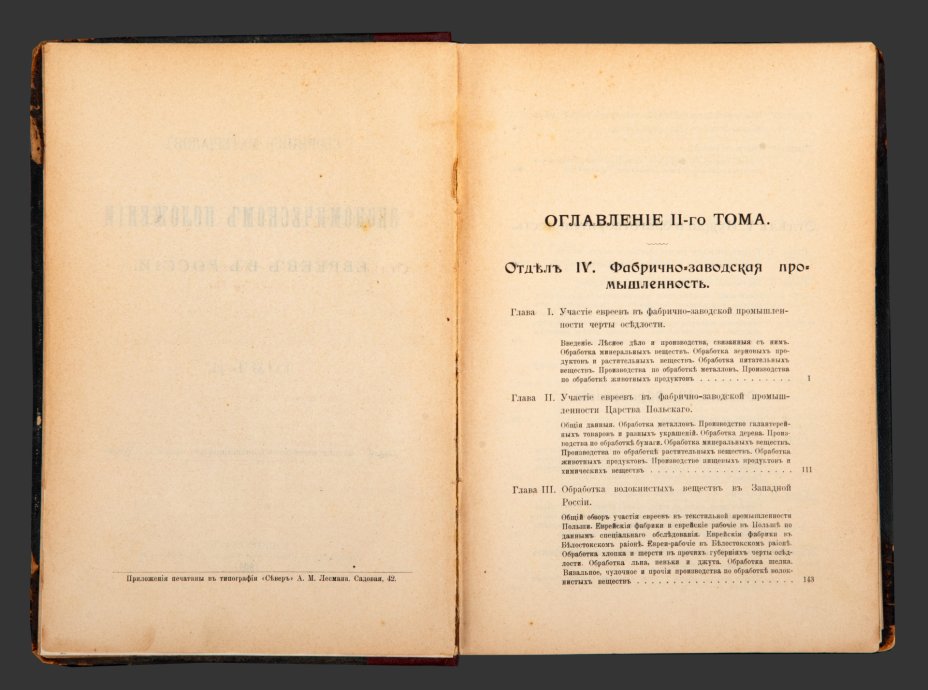 Приложенія печатаны въ типографіи «Сѣверъ» А. М. Лесмана. Садовая, 42.
ОГЛАВЛЕНІЕ II-го ТОМА.
Отдѣлъ IV. Фабрично-заводская про-
мышленность.
Глава I. Участіе евреевъ въ фабрично-заводской промышлен-
ности черты осѣдлости.
Введеніе. Лѣсное дѣло и производства, связанныя съ нимъ.
Обработка минеральныхъ веществъ. Обработка зерновыхъ про-
дуктовъ и растительныхъ веществъ. Обработка питательныхъ
веществъ. Производства по обработкѣ металловъ. Производства
по обработкѣ животныхъ продуктовъ . . . . . . . . . . . . 1
Глава II. Участіе евреевъ въ фабрично-заводской промыш-
ленности Царства Польскаго.
Общія данныя. Обработка металловъ. Производство галантерей-
ныхъ товаровъ и разныхъ украшеній. Обработка дерева. Произ-
водства по обработкѣ бумаги. Обработка минеральныхъ веществъ.
Производства по обработкѣ растительныхъ веществъ. Обработка
животныхъ продуктовъ. Производство пищевыхъ продуктовъ и
химическихъ веществъ . . . . . . . . . . . . . . . . . . . 111
Глава III. Обработка волокнистыхъ веществъ въ Западной
Россіи.
Общій обзоръ участія евреевъ въ текстильной промышленности
Польши. Еврейскія фабрики и еврейскіе рабочіе въ Польшѣ по
даннымъ спеціальнаго обслѣдованія. Еврейскія фабрики въ
Бѣлостокскомъ раіонѣ. Евреи-рабочіе въ Бѣлостокскомъ раіонѣ.
Обработка хлопка и шерсти въ прочихъ губерніяхъ черты осѣд-
лости. Обработка льна, пеньки и джута. Обработка шелка.
Вязальное, чулочное и прочія производства по обработкѣ волок-
нистыхъ веществъ . . . . . . . . . . . . . . . . . . . . . 143